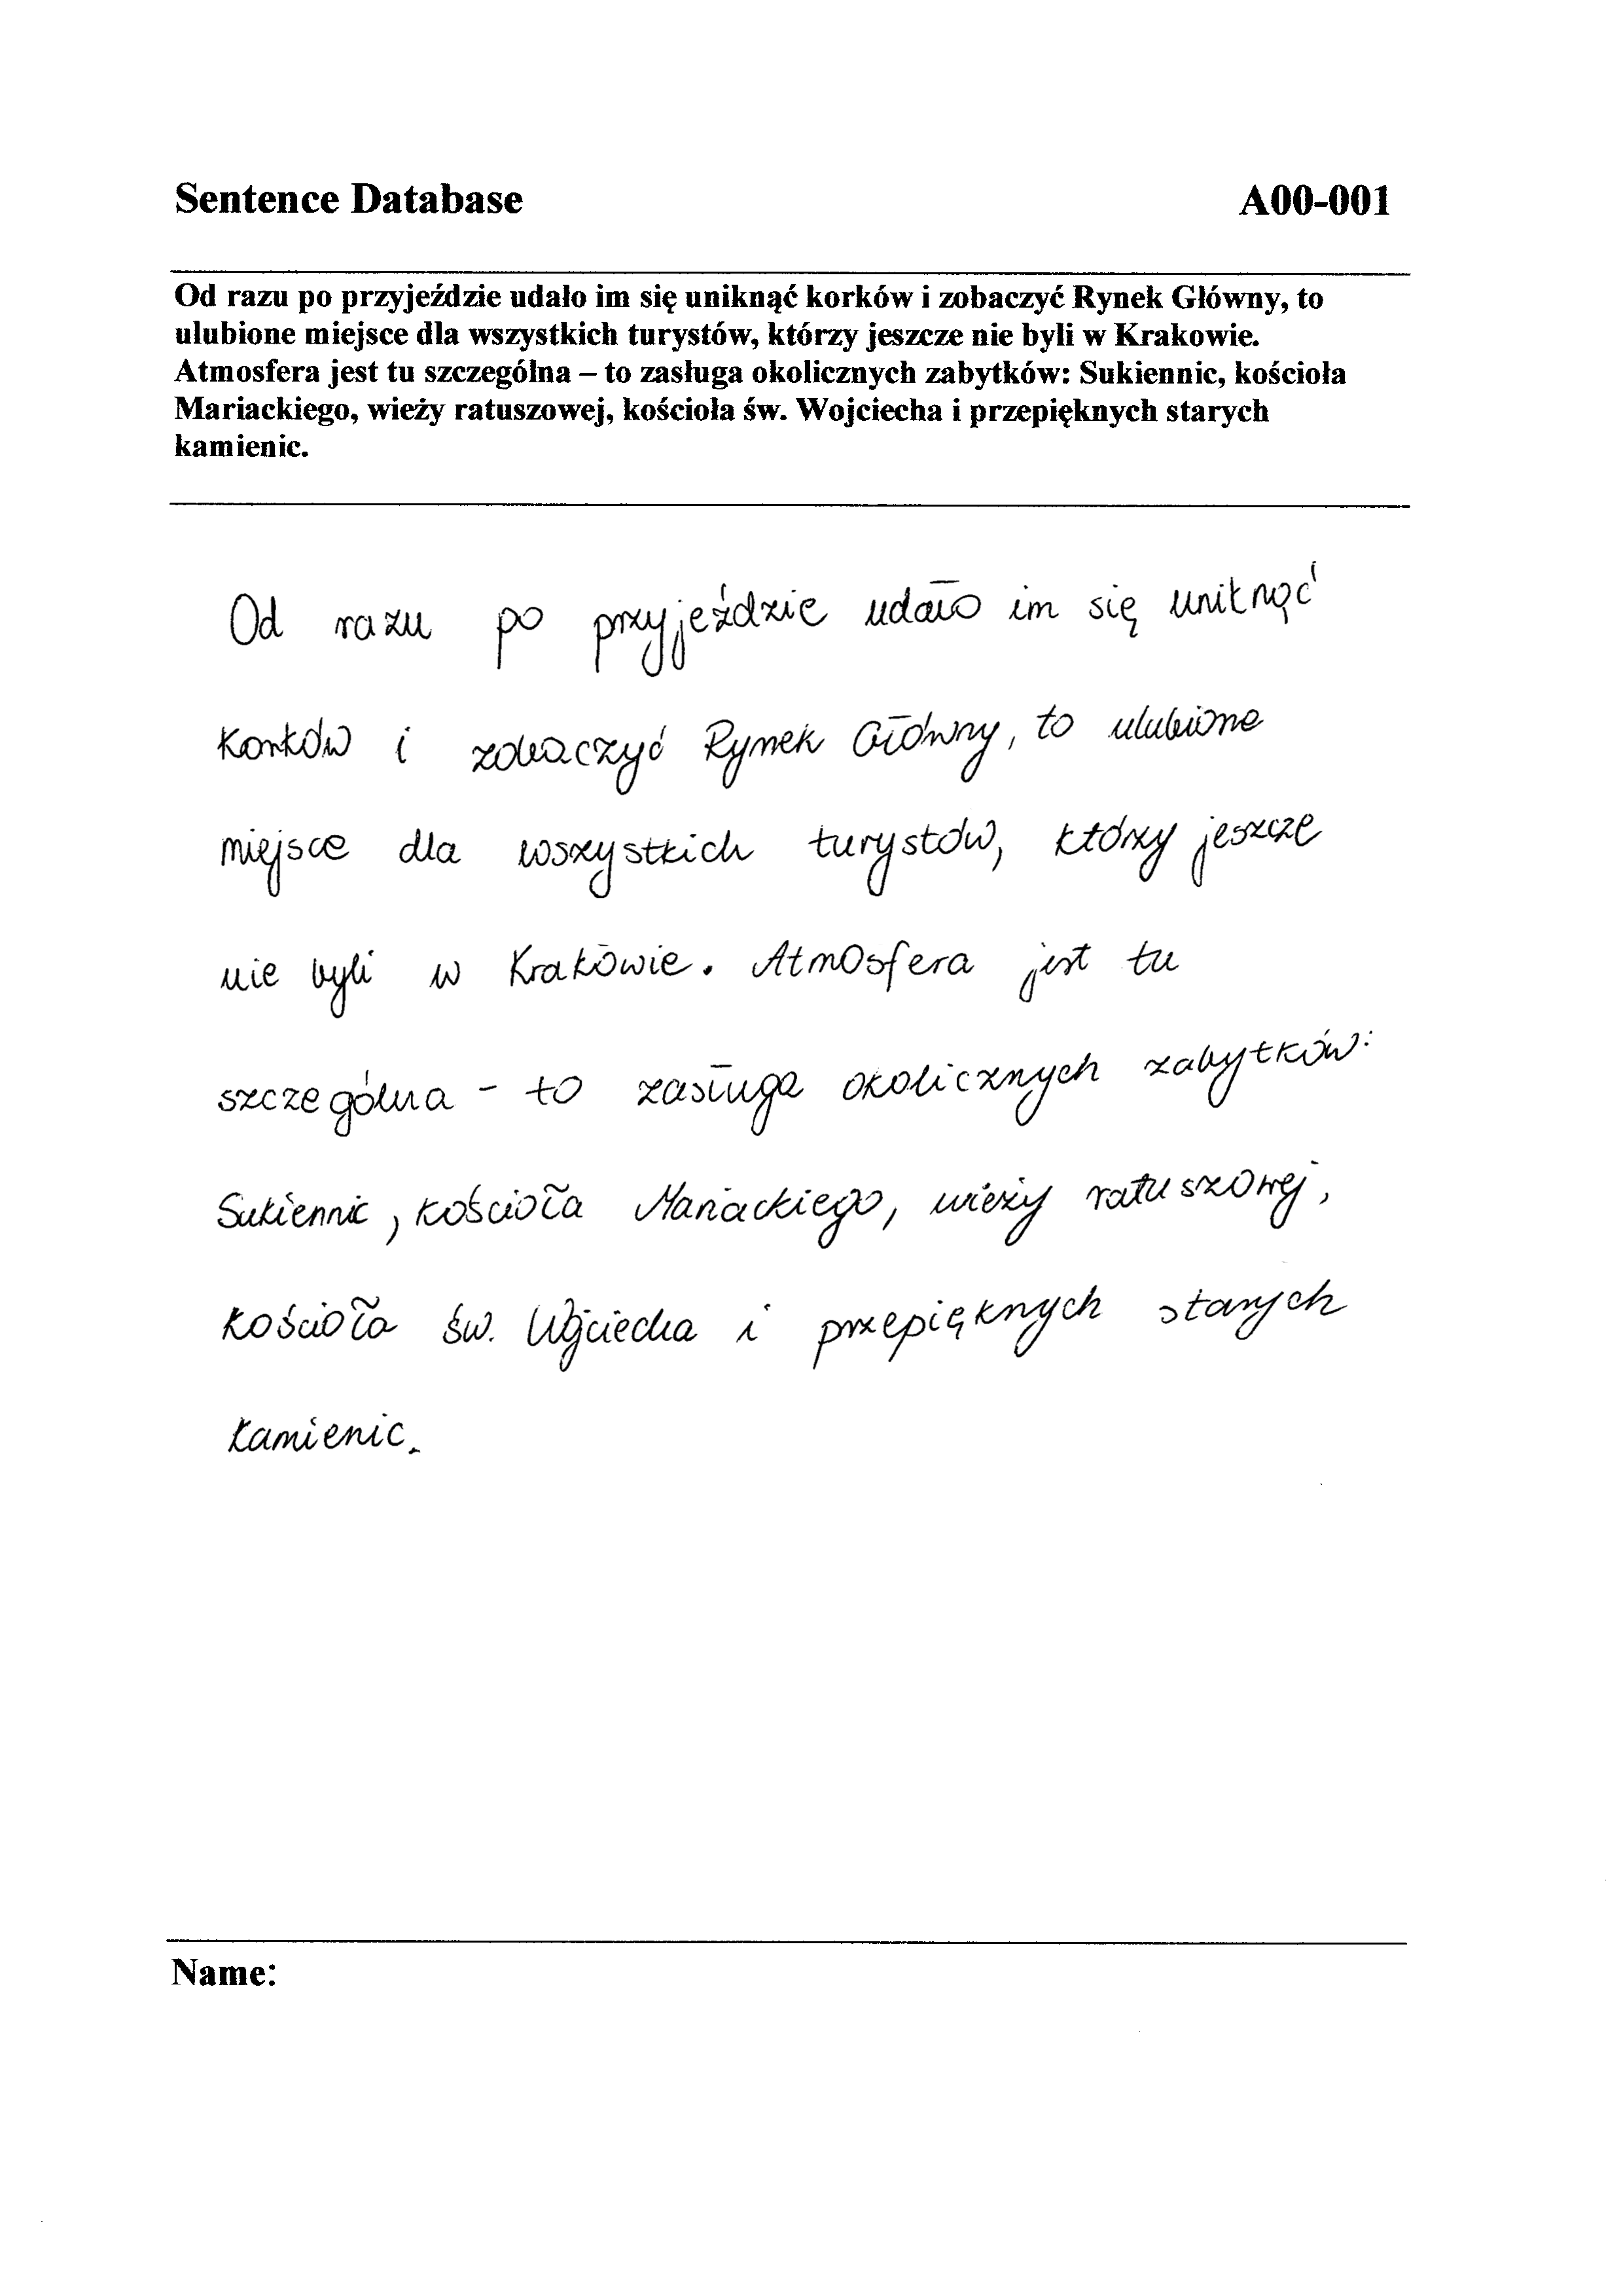 Sentence Database A00-001
Od razu po przyjeździe udało im się uniknąć korków i zobaczyć Rynek Główny, to
ulubione miejsce dla wszystkich turystów, którzy jeszcze nie byli w Krakowie.
Atmosfera jest tu szczególna – to zasługa okolicznych zabytków: Sukiennic, kościoła
Mariackiego, wieży ratuszowej, kościoła św. Wojciecha i przepięknych starych
kamienic.
Od razu po przyjeździe udało im się uniknąć
korków i zobaczyć Rynek Główny, to ulubione
miejsce dla wszystkich turystów, którzy jeszcze
nie byli w Krakowie. Atmosfera jest tu
szczególna - to zasługa okolicznych zabytków:
Sukiennic, kościoła Mariackiego, wieży ratuszowej,
kościoła św. Wojciecha i przepięknych starych
kamienic.
Name: